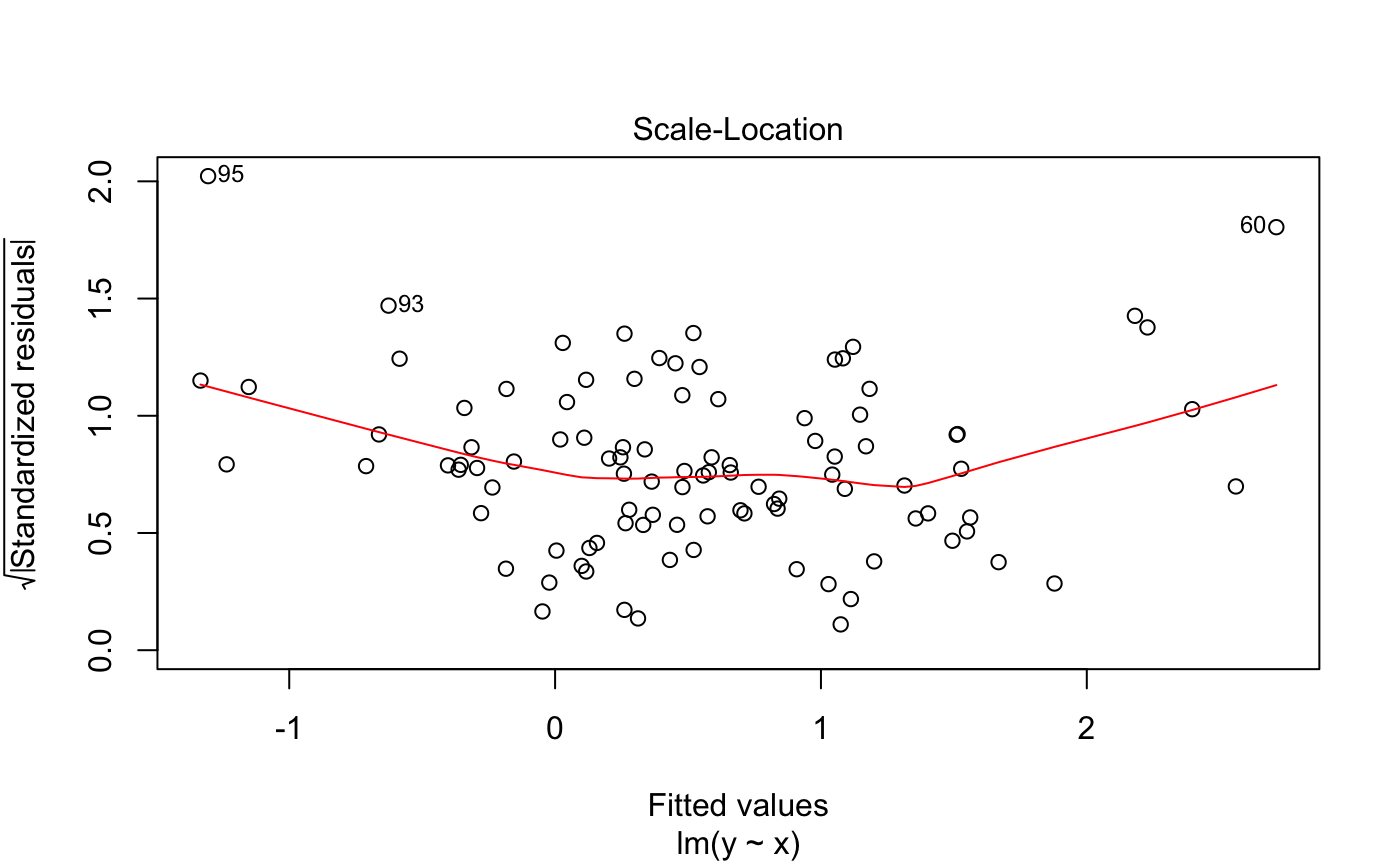 Scale-Location
√|Standardized residuals|
2.0
1.5
1.0
0.5
0.0
95
93
60
-1 0 1 2
Fitted values
lm(y ~ x)